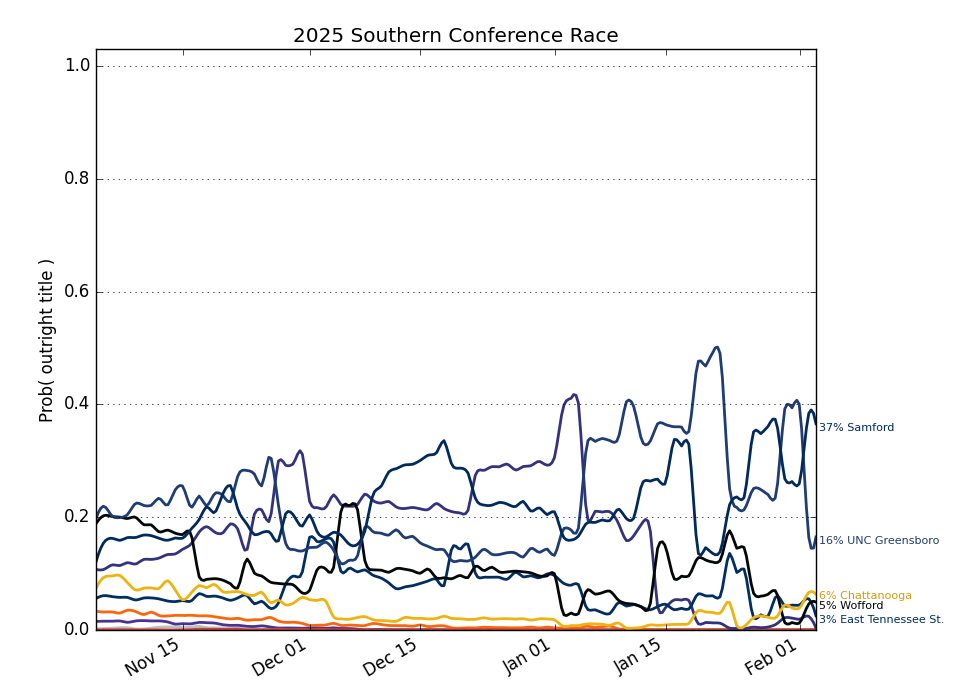 2025 Southern Conference Race
Prob( outright title )
1.0
0.8
0.6
0.4
0.2
0.0
37% Samford
16% UNC Greensboro
6% Chattanooga
5% Wofford
3% East Tennessee St.
Nov 15
Dec 01
Dec 15
Jan 01
Jan 15
Feb 01